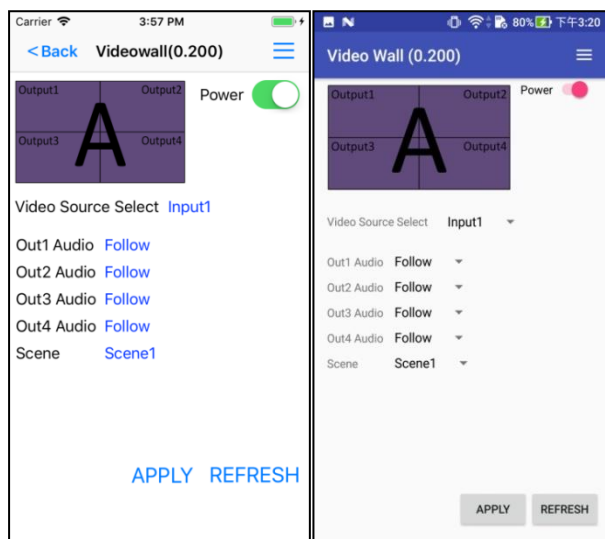 Carrier 3:57 PM
<Back Videowall(0.200)
Output1 Output2 Power
A
Output3 Output4
Video Source Select Input1
Out1 Audio Follow
Out2 Audio Follow
Out3 Audio Follow
Out4 Audio Follow
Scene Scene1
APPLY REFRESH
80% 下午3:20
Video Wall (0.200)
Output1 Output2 Power
A
Output3 Output4
Video Source Select Input1
Out1 Audio Follow
Out2 Audio Follow
Out3 Audio Follow
Out4 Audio Follow
Scene Scene1
APPLY REFRESH